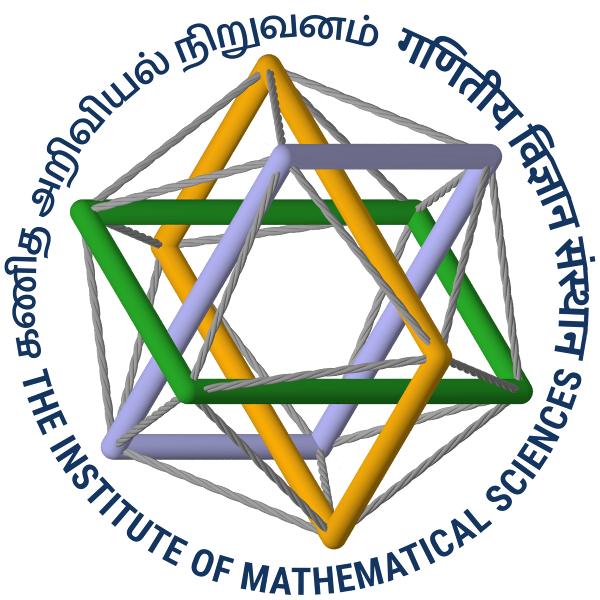 கணித அறிவியல் நிறுவனம்
गणितीय विज्ञान संस्थान
THE INSTITUTE OF MATHEMATICAL SCIENCES